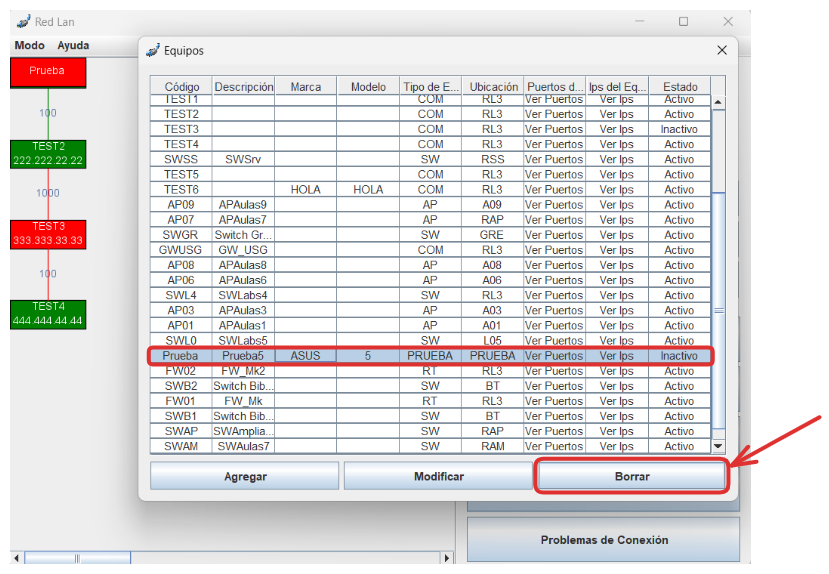 Red Lan
Modo Ayuda
Equipos
Prueba
100
TEST2
222.222.22.22
1000
TEST3
333.333.33.33
100
TEST4
444.444.44.44
Código Descripción Marca Modelo Tipo de E... Ubicación Puertos d... Ips del Eq... Estado
TEST1 COM RL3 Ver Puertos Ver Ips Activo
TEST2 COM RL3 Ver Puertos Ver Ips Activo
TEST3 COM RL3 Ver Puertos Ver Ips Inactivo
TEST4 COM RL3 Ver Puertos Ver Ips Activo
SWSS SWSrv SW RSS Ver Puertos Ver Ips Activo
TEST5 COM RL3 Ver Puertos Ver Ips Activo
TEST6 HOLA HOLA COM RL3 Ver Puertos Ver Ips Activo
AP09 APAulas9 AP A09 Ver Puertos Ver Ips Activo
AP07 APAulas7 AP RAP Ver Puertos Ver Ips Activo
SWGR Switch Gr... SW GRE Ver Puertos Ver Ips Activo
GWUSG GW_USG COM RL3 Ver Puertos Ver Ips Activo
AP08 APAulas8 AP A08 Ver Puertos Ver Ips Activo
AP06 APAulas6 AP A06 Ver Puertos Ver Ips Activo
SWL4 SWLabs4 SW RL3 Ver Puertos Ver Ips Activo
AP03 APAulas3 AP A03 Ver Puertos Ver Ips Activo
AP01 APAulas1 AP A01 Ver Puertos Ver Ips Activo
SWL0 SWLabs5 SW L05 Ver Puertos Ver Ips Activo
Prueba Prueba5 ASUS 5 PRUEBA PRUEBA Ver Puertos Ver Ips Inactivo
FW02 FW_Mk2 RT RL3 Ver Puertos Ver Ips Activo
SWB2 Switch Bib... SW BT Ver Puertos Ver Ips Activo
FW01 FW_Mk RT RL3 Ver Puertos Ver Ips Activo
SWB1 Switch Bib... SW BT Ver Puertos Ver Ips Activo
SWAP SWAmplia... SW RAP Ver Puertos Ver Ips Activo
SWAM SWAulas7 SW RAM Ver Puertos Ver Ips Activo
Agregar Modificar Borrar
Problemas de Conexión